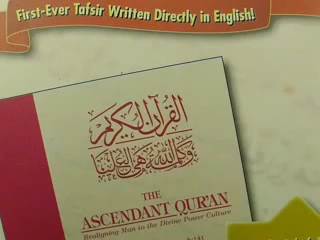 First-Ever Tafsir Written Directly in English!
القرآن الكريم
وكلمة الله هي العليا
THE
ASCENDANT QUR'AN
Realigning Man to the Divine Power Culture